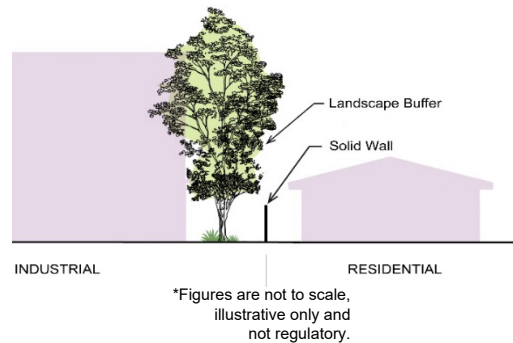 Landscape Buffer
Solid Wall
INDUSTRIAL
RESIDENTIAL
*Figures are not to scale,
illustrative only and
not regulatory.